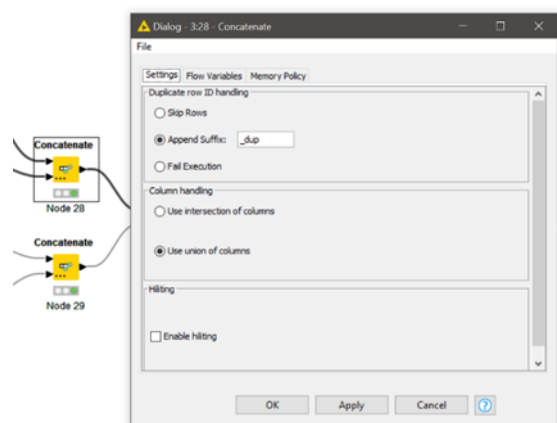 Dialog - 3:28 - Concatenate
File
Settings Flow Variables Memory Policy
Duplicate row ID handling
Skip Rows
Append Suffix: _dup
Fail Execution
Column handling
Use intersection of columns
Use union of columns
Hiliting
Enable hiliting
OK Apply Cancel ?
Concatenate
Node 28
Concatenate
Node 29